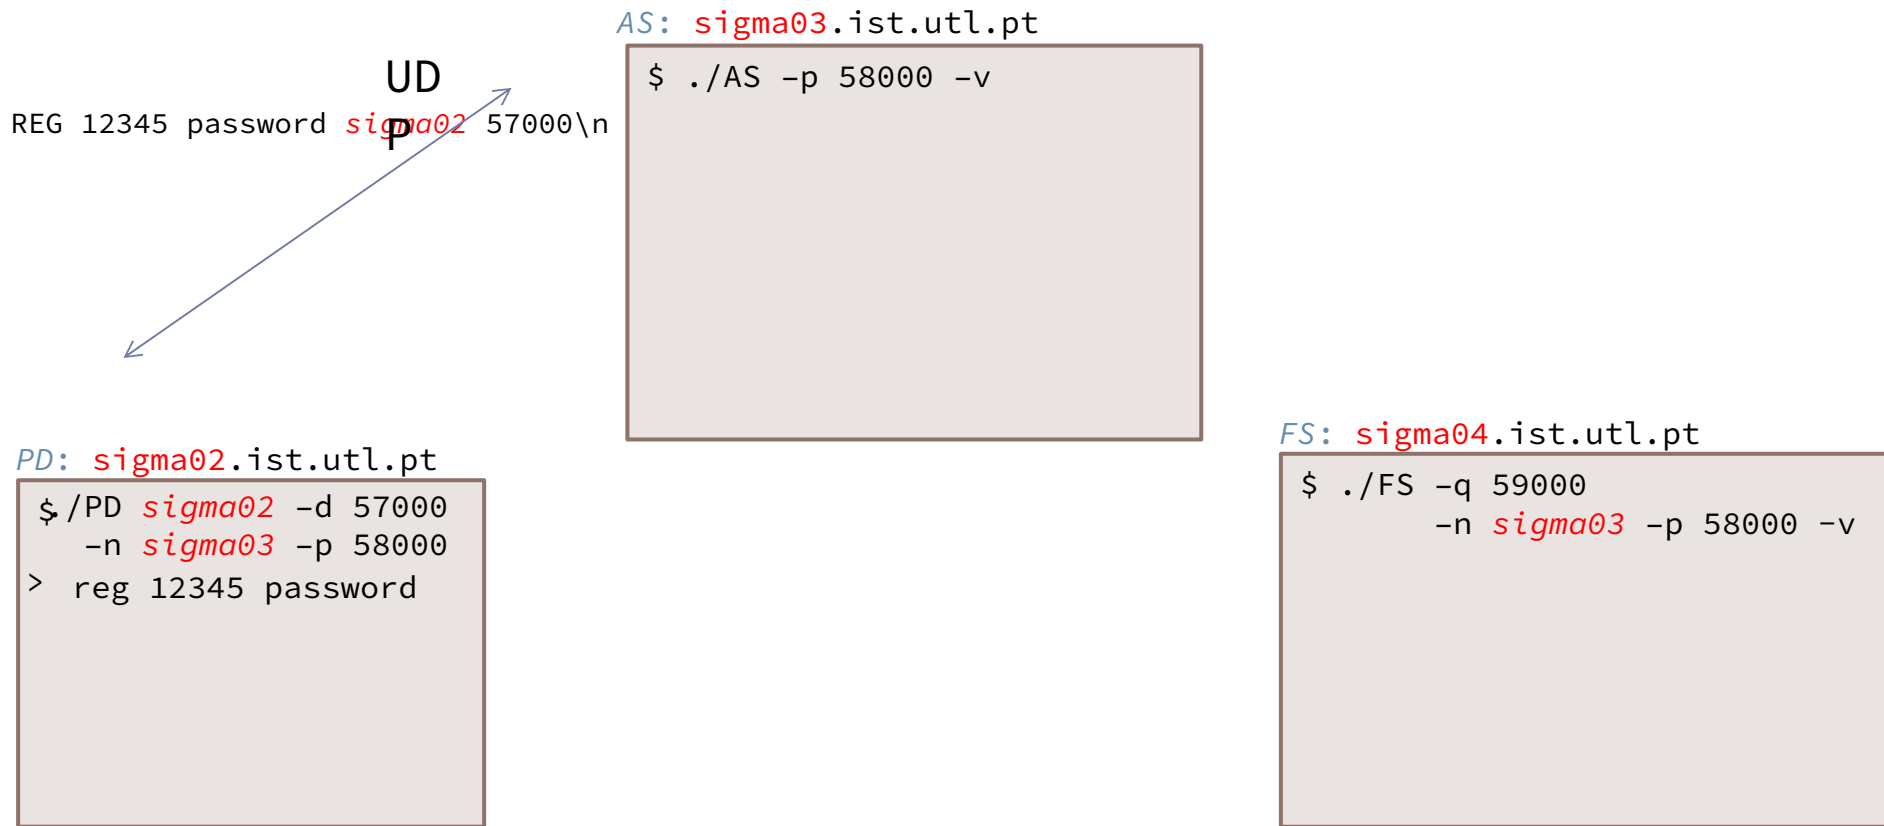 AS: sigma03.ist.utl.pt
$ ./AS –p 58000 –v
UD
P
REG 12345 password sigma02 57000\n
PD: sigma02.ist.utl.pt
$./PD sigma02 –d 57000
–n sigma03 –p 58000
> reg 12345 password
FS: sigma04.ist.utl.pt
$ ./FS –q 59000
–n sigma03 –p 58000 –v